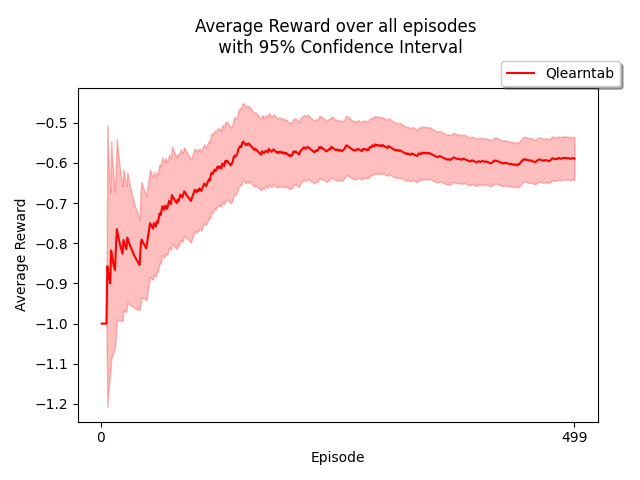 Average Reward over all episodes
with 95% Confidence Interval
Qlearntab
−0.5
−0.6
−0.7
−0.8
−0.9
−1.0
−1.1
−1.2
Average Reward
0
499
Episode